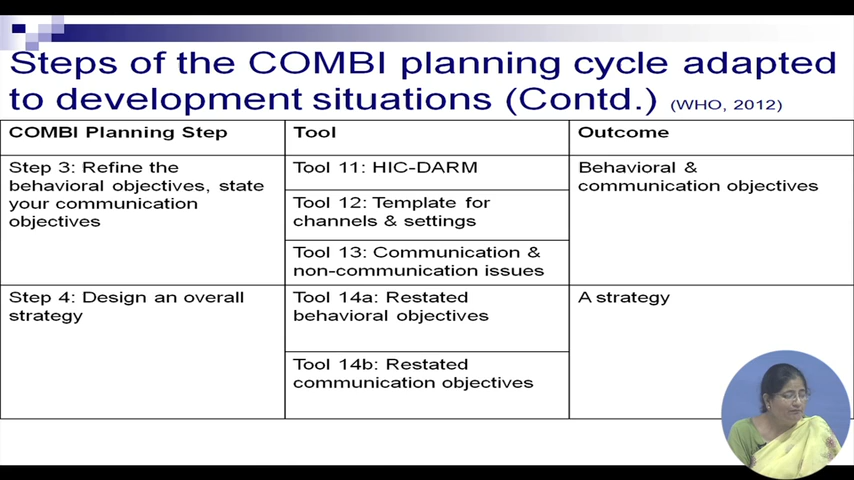 Steps of the COMBI planning cycle adapted
to development situations (Contd.) (WHO, 2012)
COMBI Planning Step
Tool
Outcome
Step 3: Refine the
behavioral objectives, state
your communication
objectives
Tool 11: HIC-DARM
Tool 12: Template for
channels & settings
Tool 13: Communication &
non-communication issues
Behavioral &
communication objectives
Step 4: Design an overall
strategy
Tool 14a: Restated
behavioral objectives
Tool 14b: Restated
communication objectives
A strategy